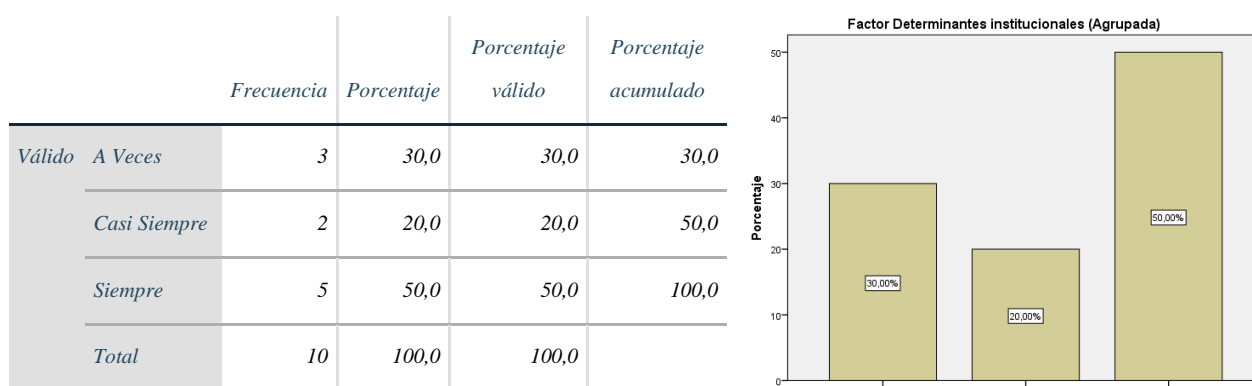 Frecuencia Porcentaje Porcentaje válido Porcentaje acumulado
Válido A Veces 3 30,0 30,0 30,0
Casi Siempre 2 20,0 20,0 50,0
Siempre 5 50,0 50,0 100,0
Total 10 100,0 100,0
Factor Determinantes institucionales (Agrupada)
Porcentaje
50
40
30
20
10
0
30,00%
20,00%
50,00%